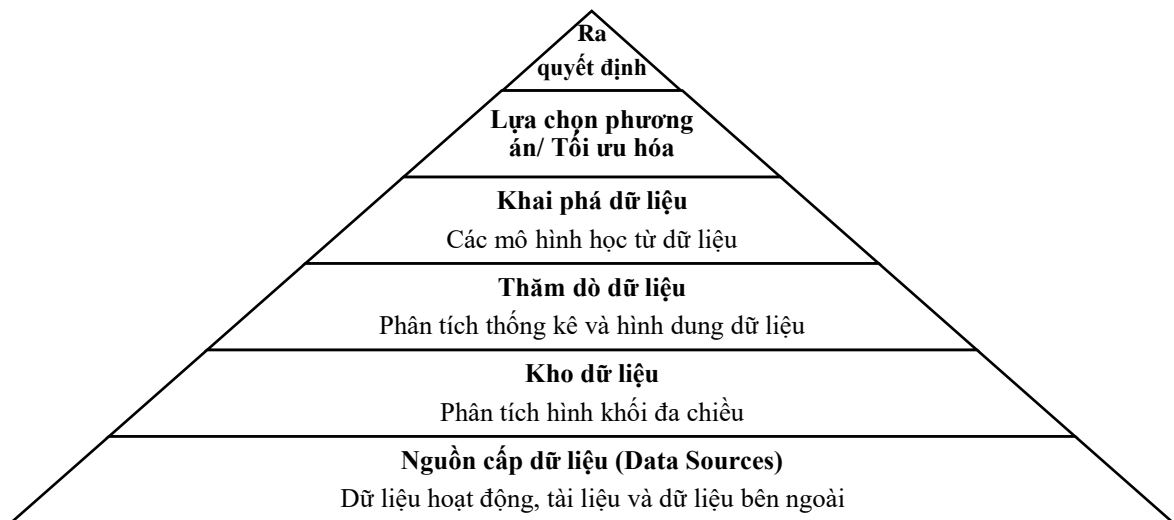 Ra
quyết định
Lựa chọn phương
án/ Tối ưu hóa
Khai phá dữ liệu
Các mô hình học từ dữ liệu
Thăm dò dữ liệu
Phân tích thống kê và hình dung dữ liệu
Kho dữ liệu
Phân tích hình khối đa chiều
Nguồn cấp dữ liệu (Data Sources)
Dữ liệu hoạt động, tài liệu và dữ liệu bên ngoài